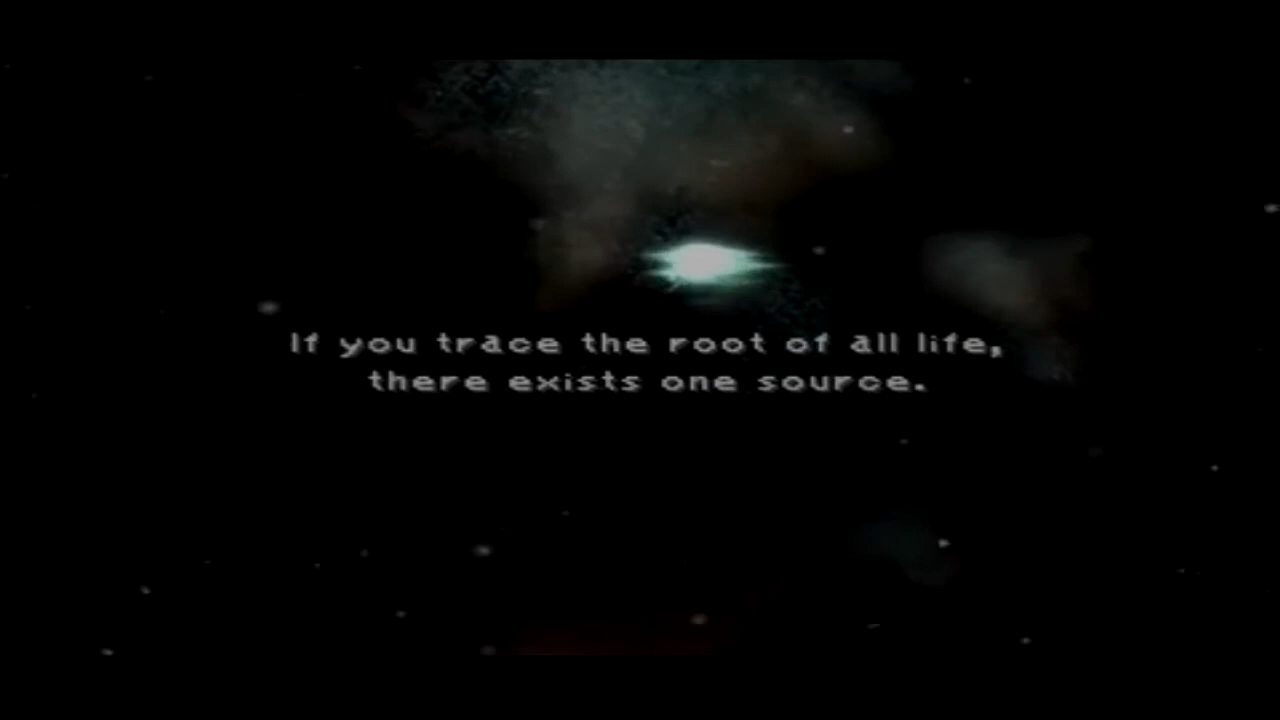 If you trace the root of all life,
there exists one source.